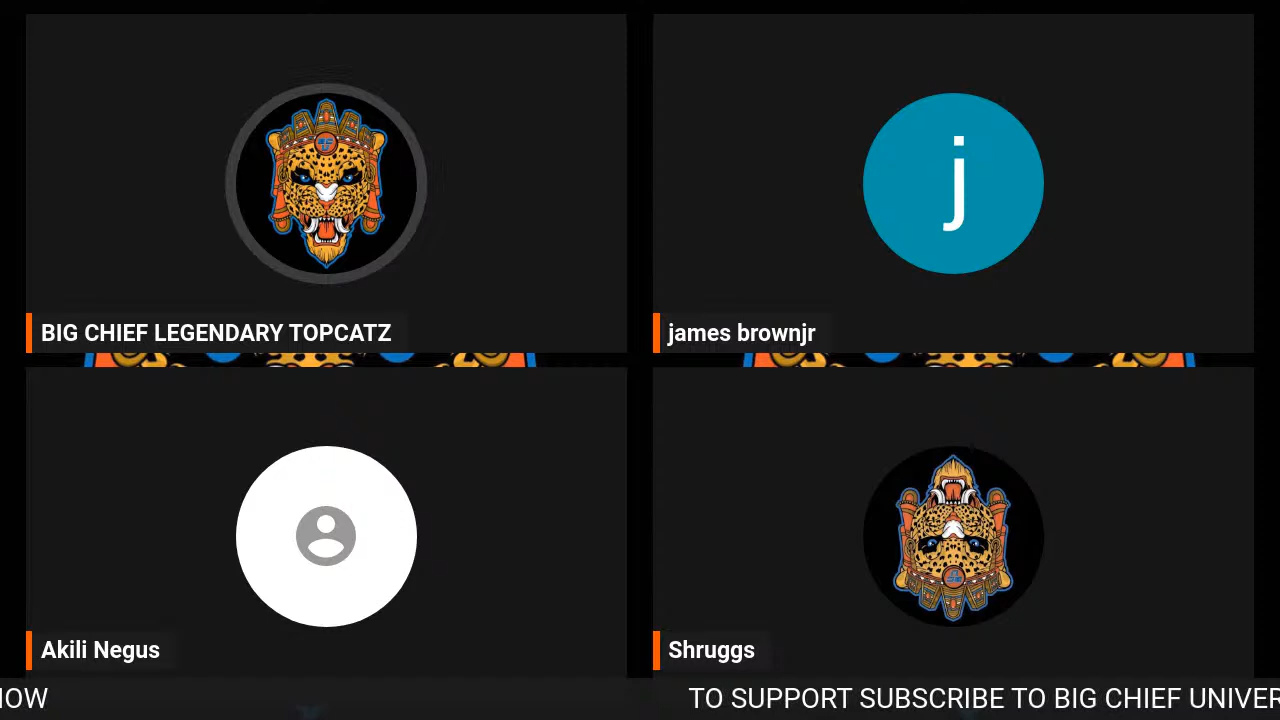 BIG CHIEF LEGENDARY TOPCATZ
j
james brownjr
Akili Negus
Shruggs
TO SUPPORT SUBSCRIBE TO BIG CHIEF